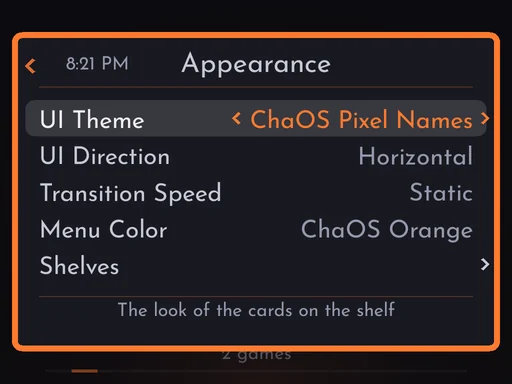 8:21 PM Appearance
UI Theme ChaOS Pixel Names
UI Direction Horizontal
Transition Speed Static
Menu Color ChaOS Orange
Shelves
The look of the cards on the shelf
2 games